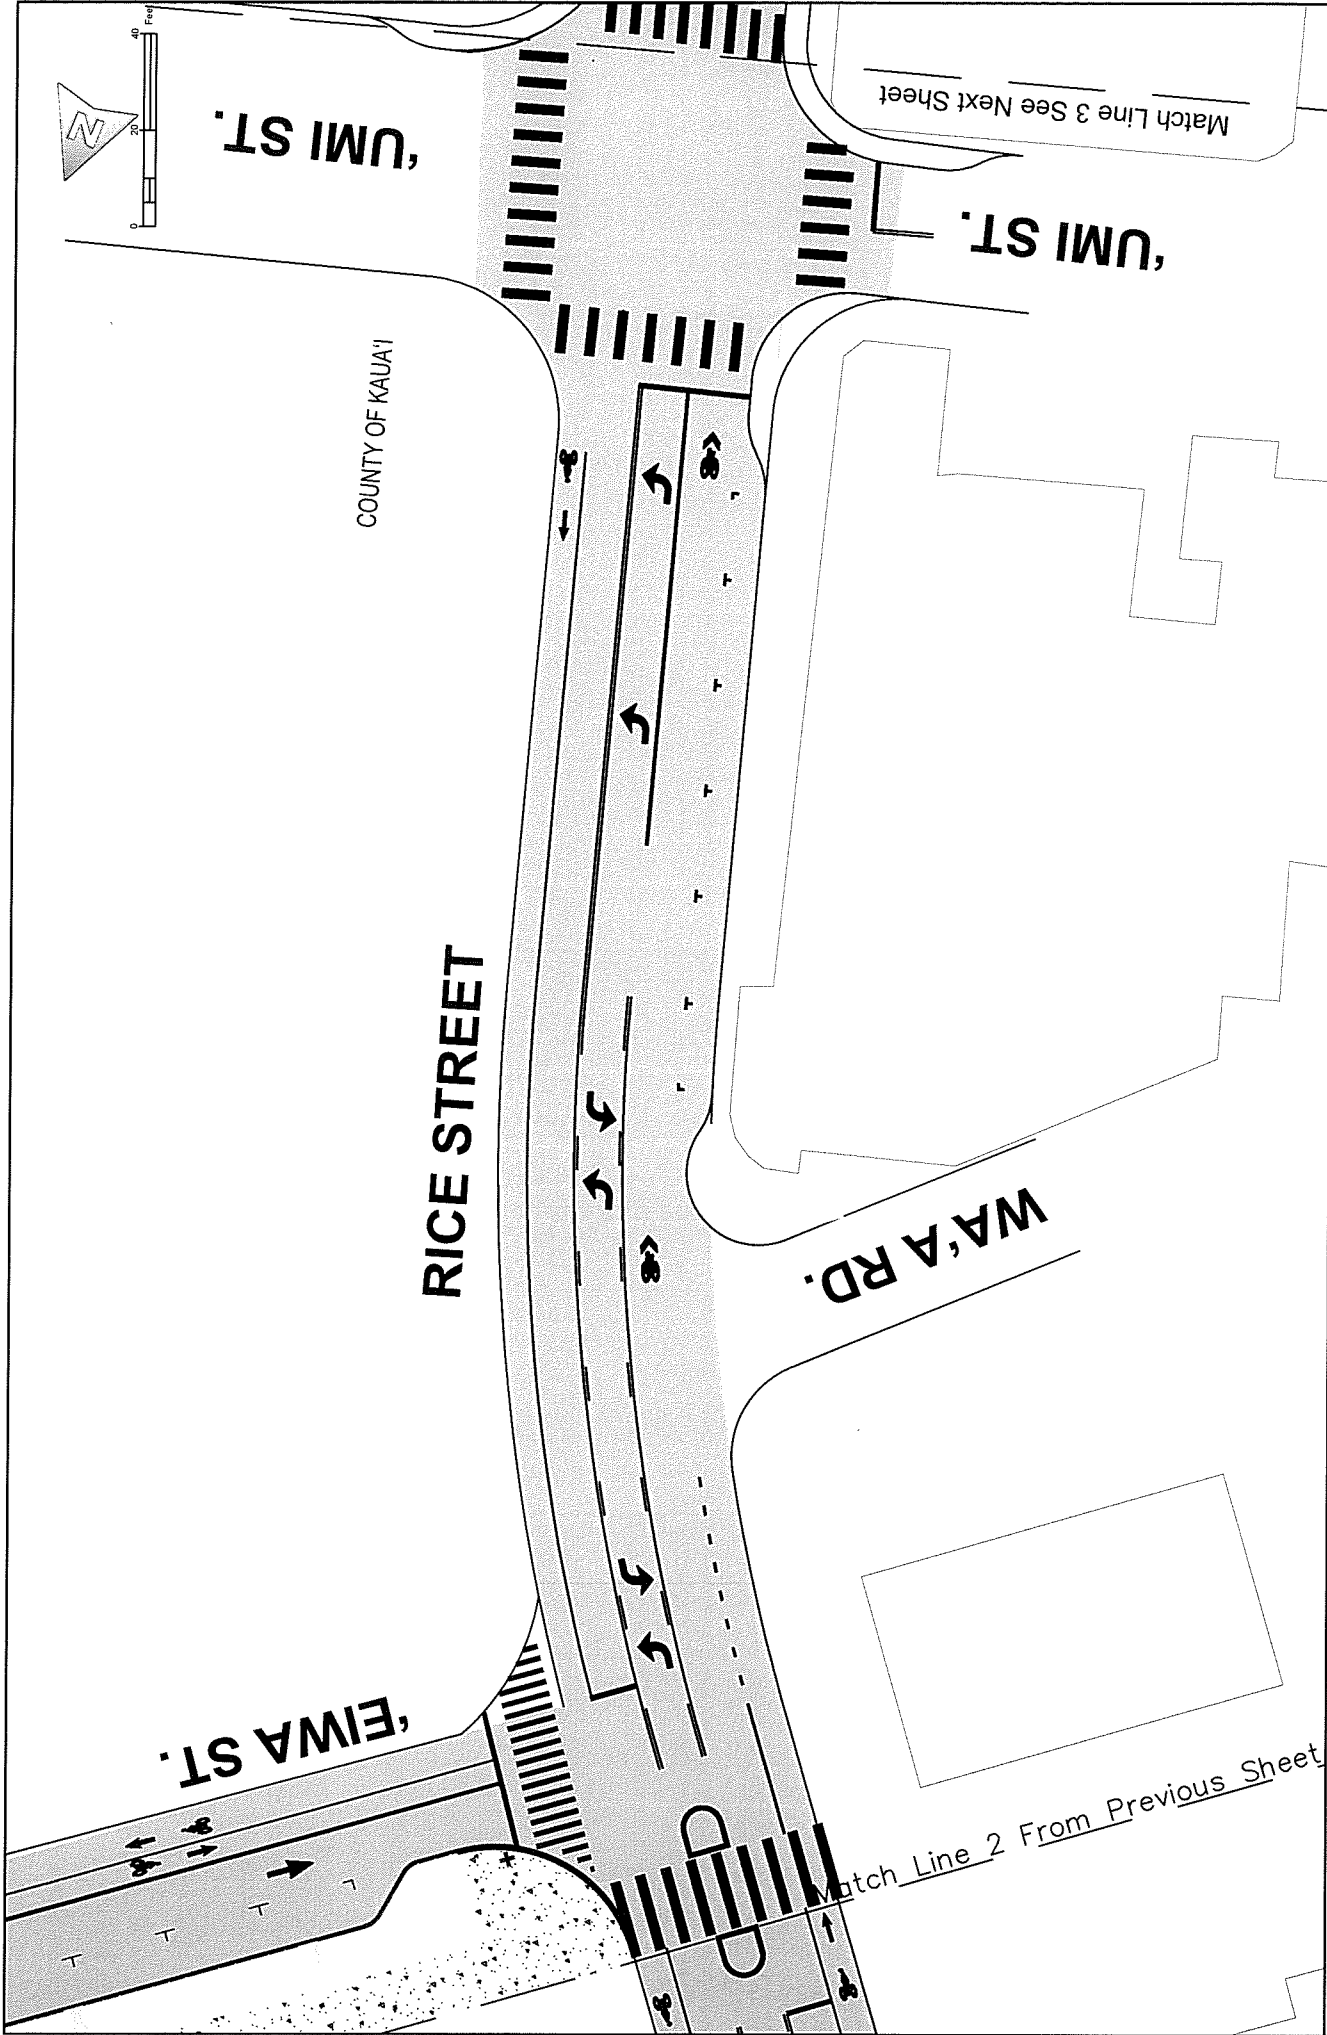 0 20 40 Feet
N
'UMI ST.
Match Line 3 See Next Sheet
'UMI ST.
COUNTY OF KAUA'I
RICE STREET
WA'A RD.
'EIWA ST.
Match Line 2 From Previous Sheet